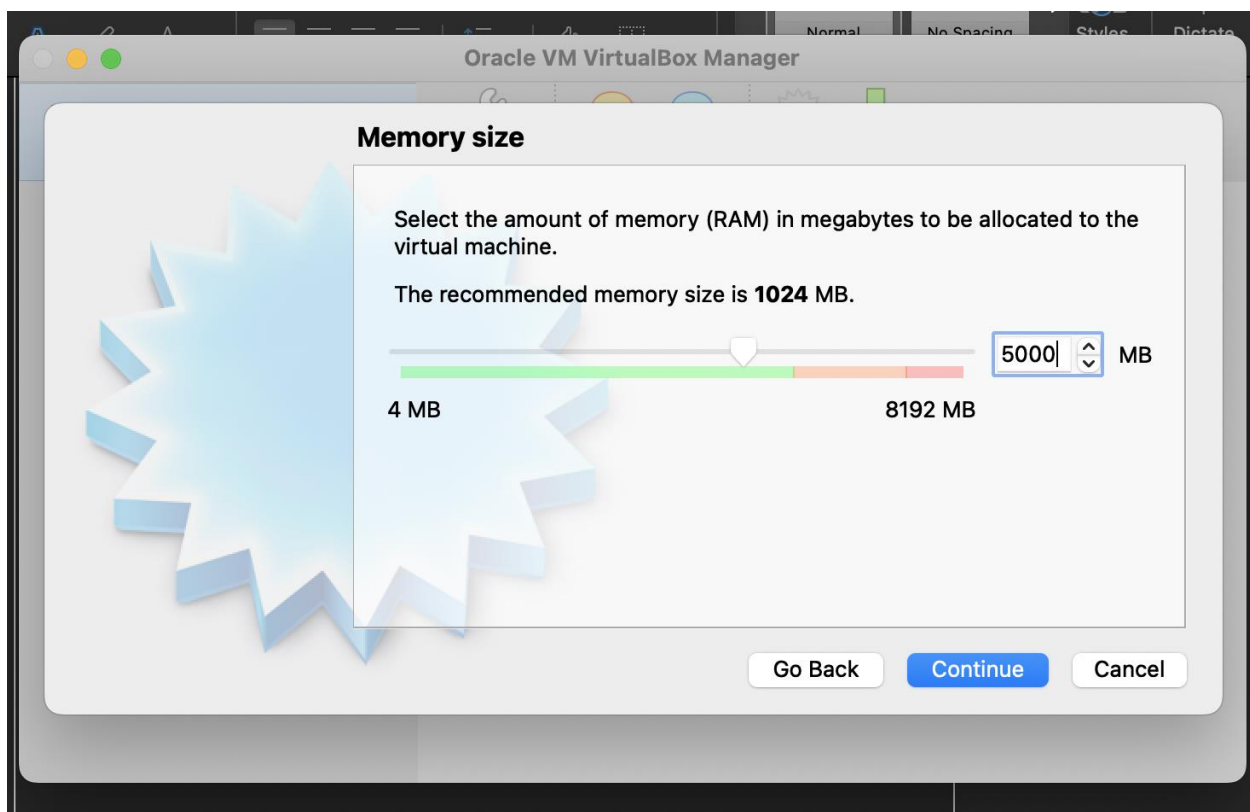 Normal
No Spacing
Styles
Dictate
Oracle VM VirtualBox Manager
Memory size
Select the amount of memory (RAM) in megabytes to be allocated to the
virtual machine.
The recommended memory size is 1024 MB.
5000
MB
4 MB
8192 MB
Go Back
Continue
Cancel